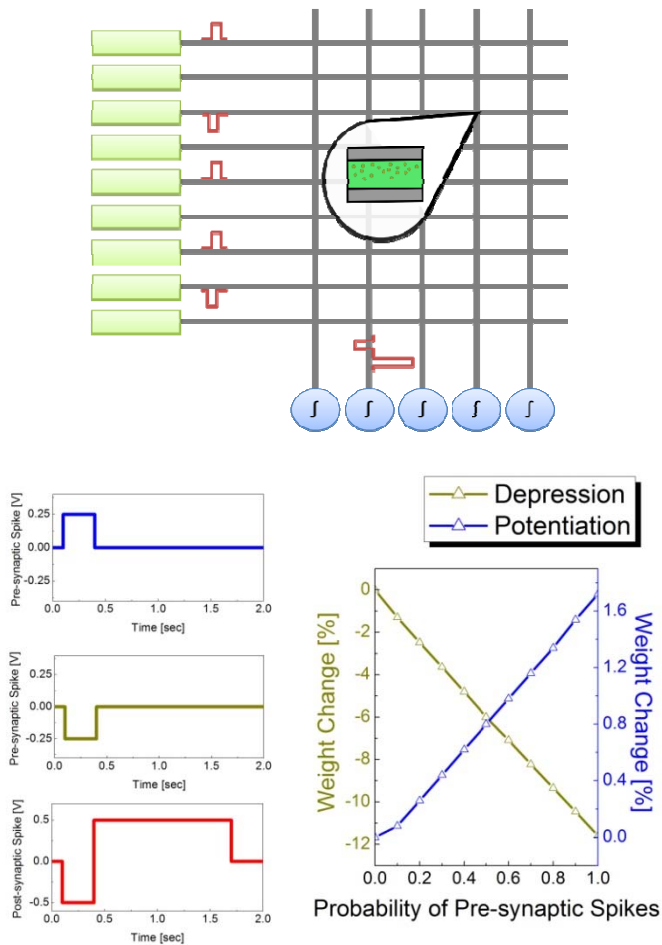 ∫ ∫ ∫ ∫ ∫
Pre-synaptic Spike [V]
0.25
0.00
-0.25
0.0 0.5 1.0 1.5 2.0
Time [sec]
Pre-synaptic Spike [V]
0.25
0.00
-0.25
0.0 0.5 1.0 1.5 2.0
Time [sec]
Post-synaptic Spike [V]
0.5
0.0
-0.5
0.0 0.5 1.0 1.5 2.0
Time [sec]
Depression
Potentiation
Weight Change [%]
0
-2
-4
-6
-8
-10
-12
1.6
1.2
0.8
0.4
0.0
Weight Change [%]
0.0 0.2 0.4 0.6 0.8 1.0
Probability of Pre-synaptic Spikes